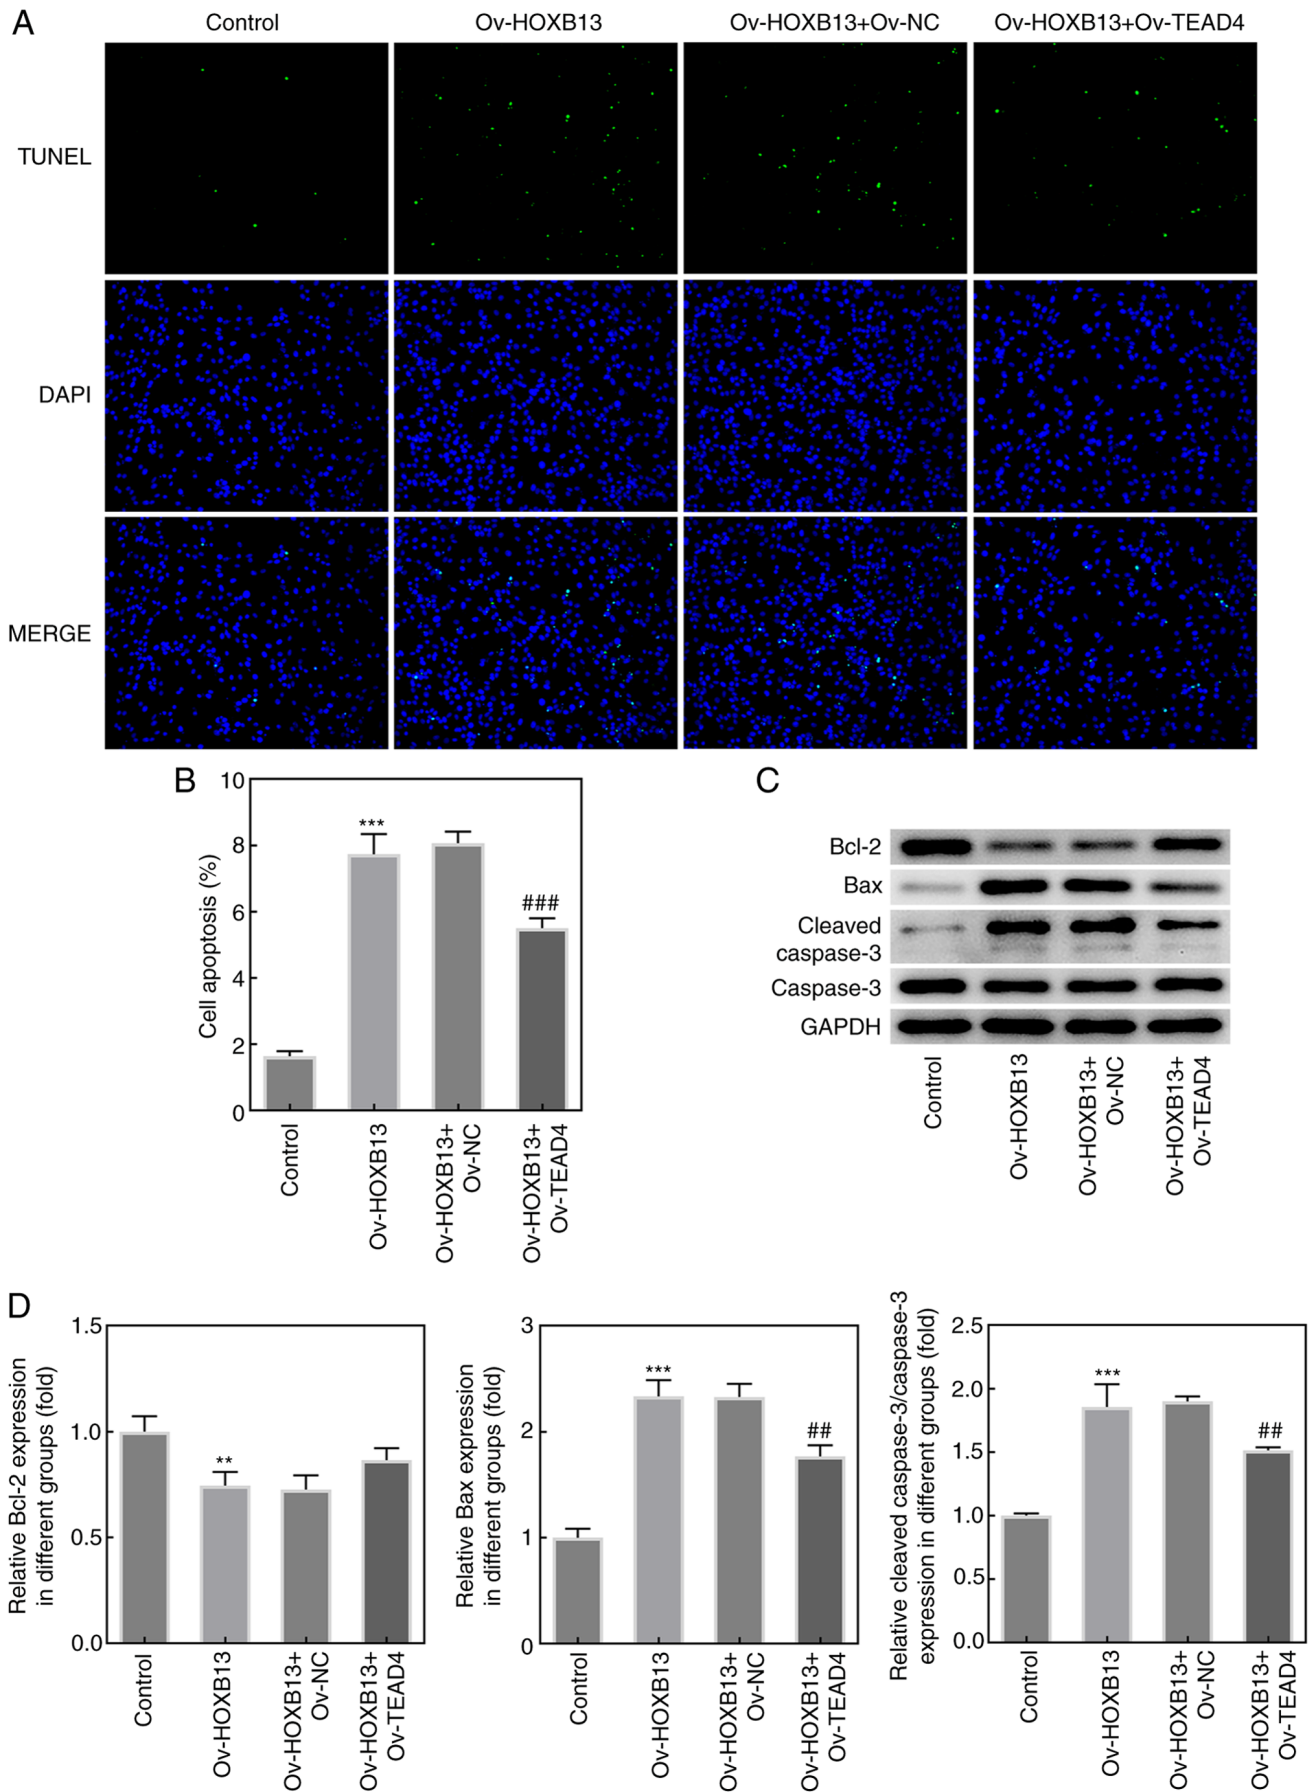 A
Control
Ov-HOXB13
Ov-HOXB13+Ov-NC
Ov-HOXB13+Ov-TEAD4
TUNEL
DAPI
MERGE
B
Cell apoptosis (%)
10
8
6
4
2
0
***
###
Control
Ov-HOXB13
Ov-HOXB13+
Ov-NC
Ov-HOXB13+
Ov-TEAD4
C
Bcl-2
Bax
Cleaved
caspase-3
Caspase-3
GAPDH
Control
Ov-HOXB13
Ov-HOXB13+
Ov-NC
Ov-HOXB13+
Ov-TEAD4
D
Relative Bcl-2 expression
in different groups (fold)
1.5
1.0
0.5
0.0
**
Control
Ov-HOXB13
Ov-HOXB13+
Ov-NC
Ov-HOXB13+
Ov-TEAD4
Relative Bax expression
in different groups (fold)
3
2
1
0
***
##
Control
Ov-HOXB13
Ov-HOXB13+
Ov-NC
Ov-HOXB13+
Ov-TEAD4
Relative cleaved caspase-3/caspase-3
expression in different groups (fold)
2.5
2.0
1.5
1.0
0.5
0.0
***
##
Control
Ov-HOXB13
Ov-HOXB13+
Ov-NC
Ov-HOXB13+
Ov-TEAD4